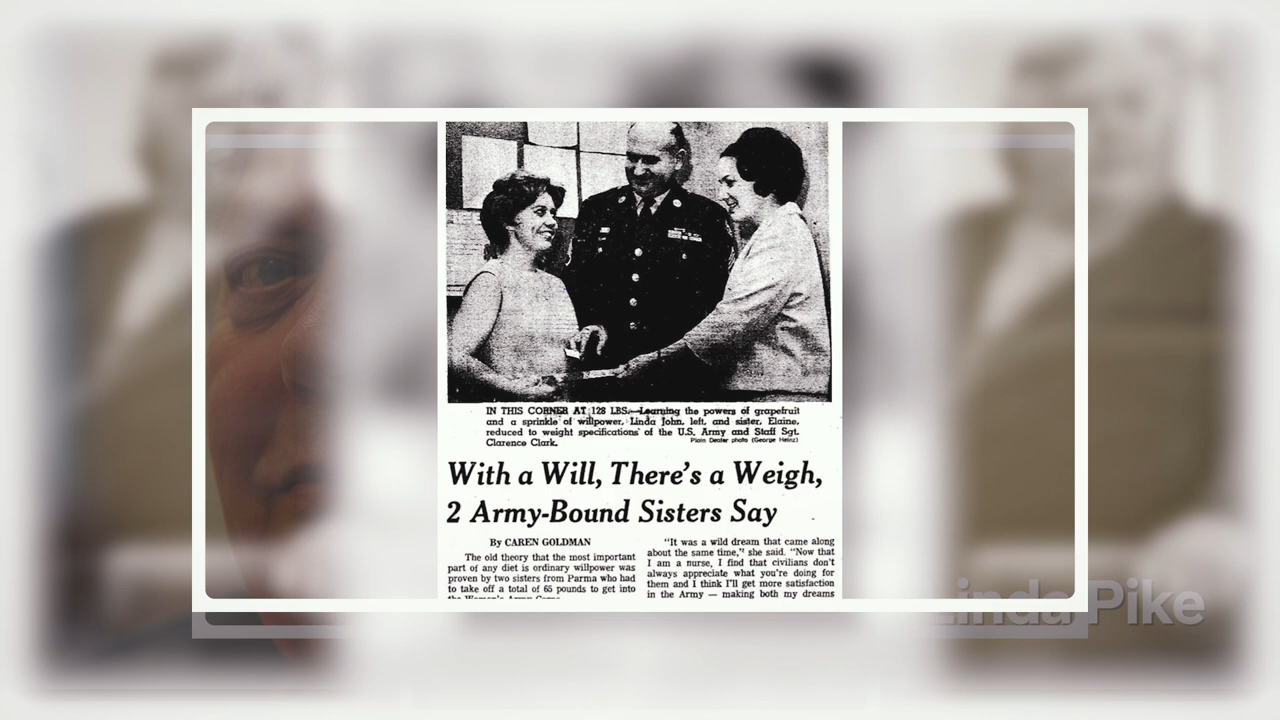 IN THIS CORNER AT 128 LBS.—Learning the powers of grapefruit
and a sprinkle of willpower, Linda John, left, and sister, Elaine,
reduced to weight specifications of the U.S. Army and Staff Sgt.
Clarence Clark.
Plain Dealer photo (George Heinz)
With a Will, There's a Weigh,
2 Army-Bound Sisters Say
By CAREN GOLDMAN
The old theory that the most important
part of any diet is ordinary willpower was
proven by two sisters from Parma who had
to take off a total of 65 pounds to get into
the Women's Army Corps
"It was a wild dream that came along
about the same time," she said. "Now that
I am a nurse, I find that civilians don't
always appreciate what you're doing for
them and I think I'll get more satisfaction
in the Army — making both my dreams
Linda Pike